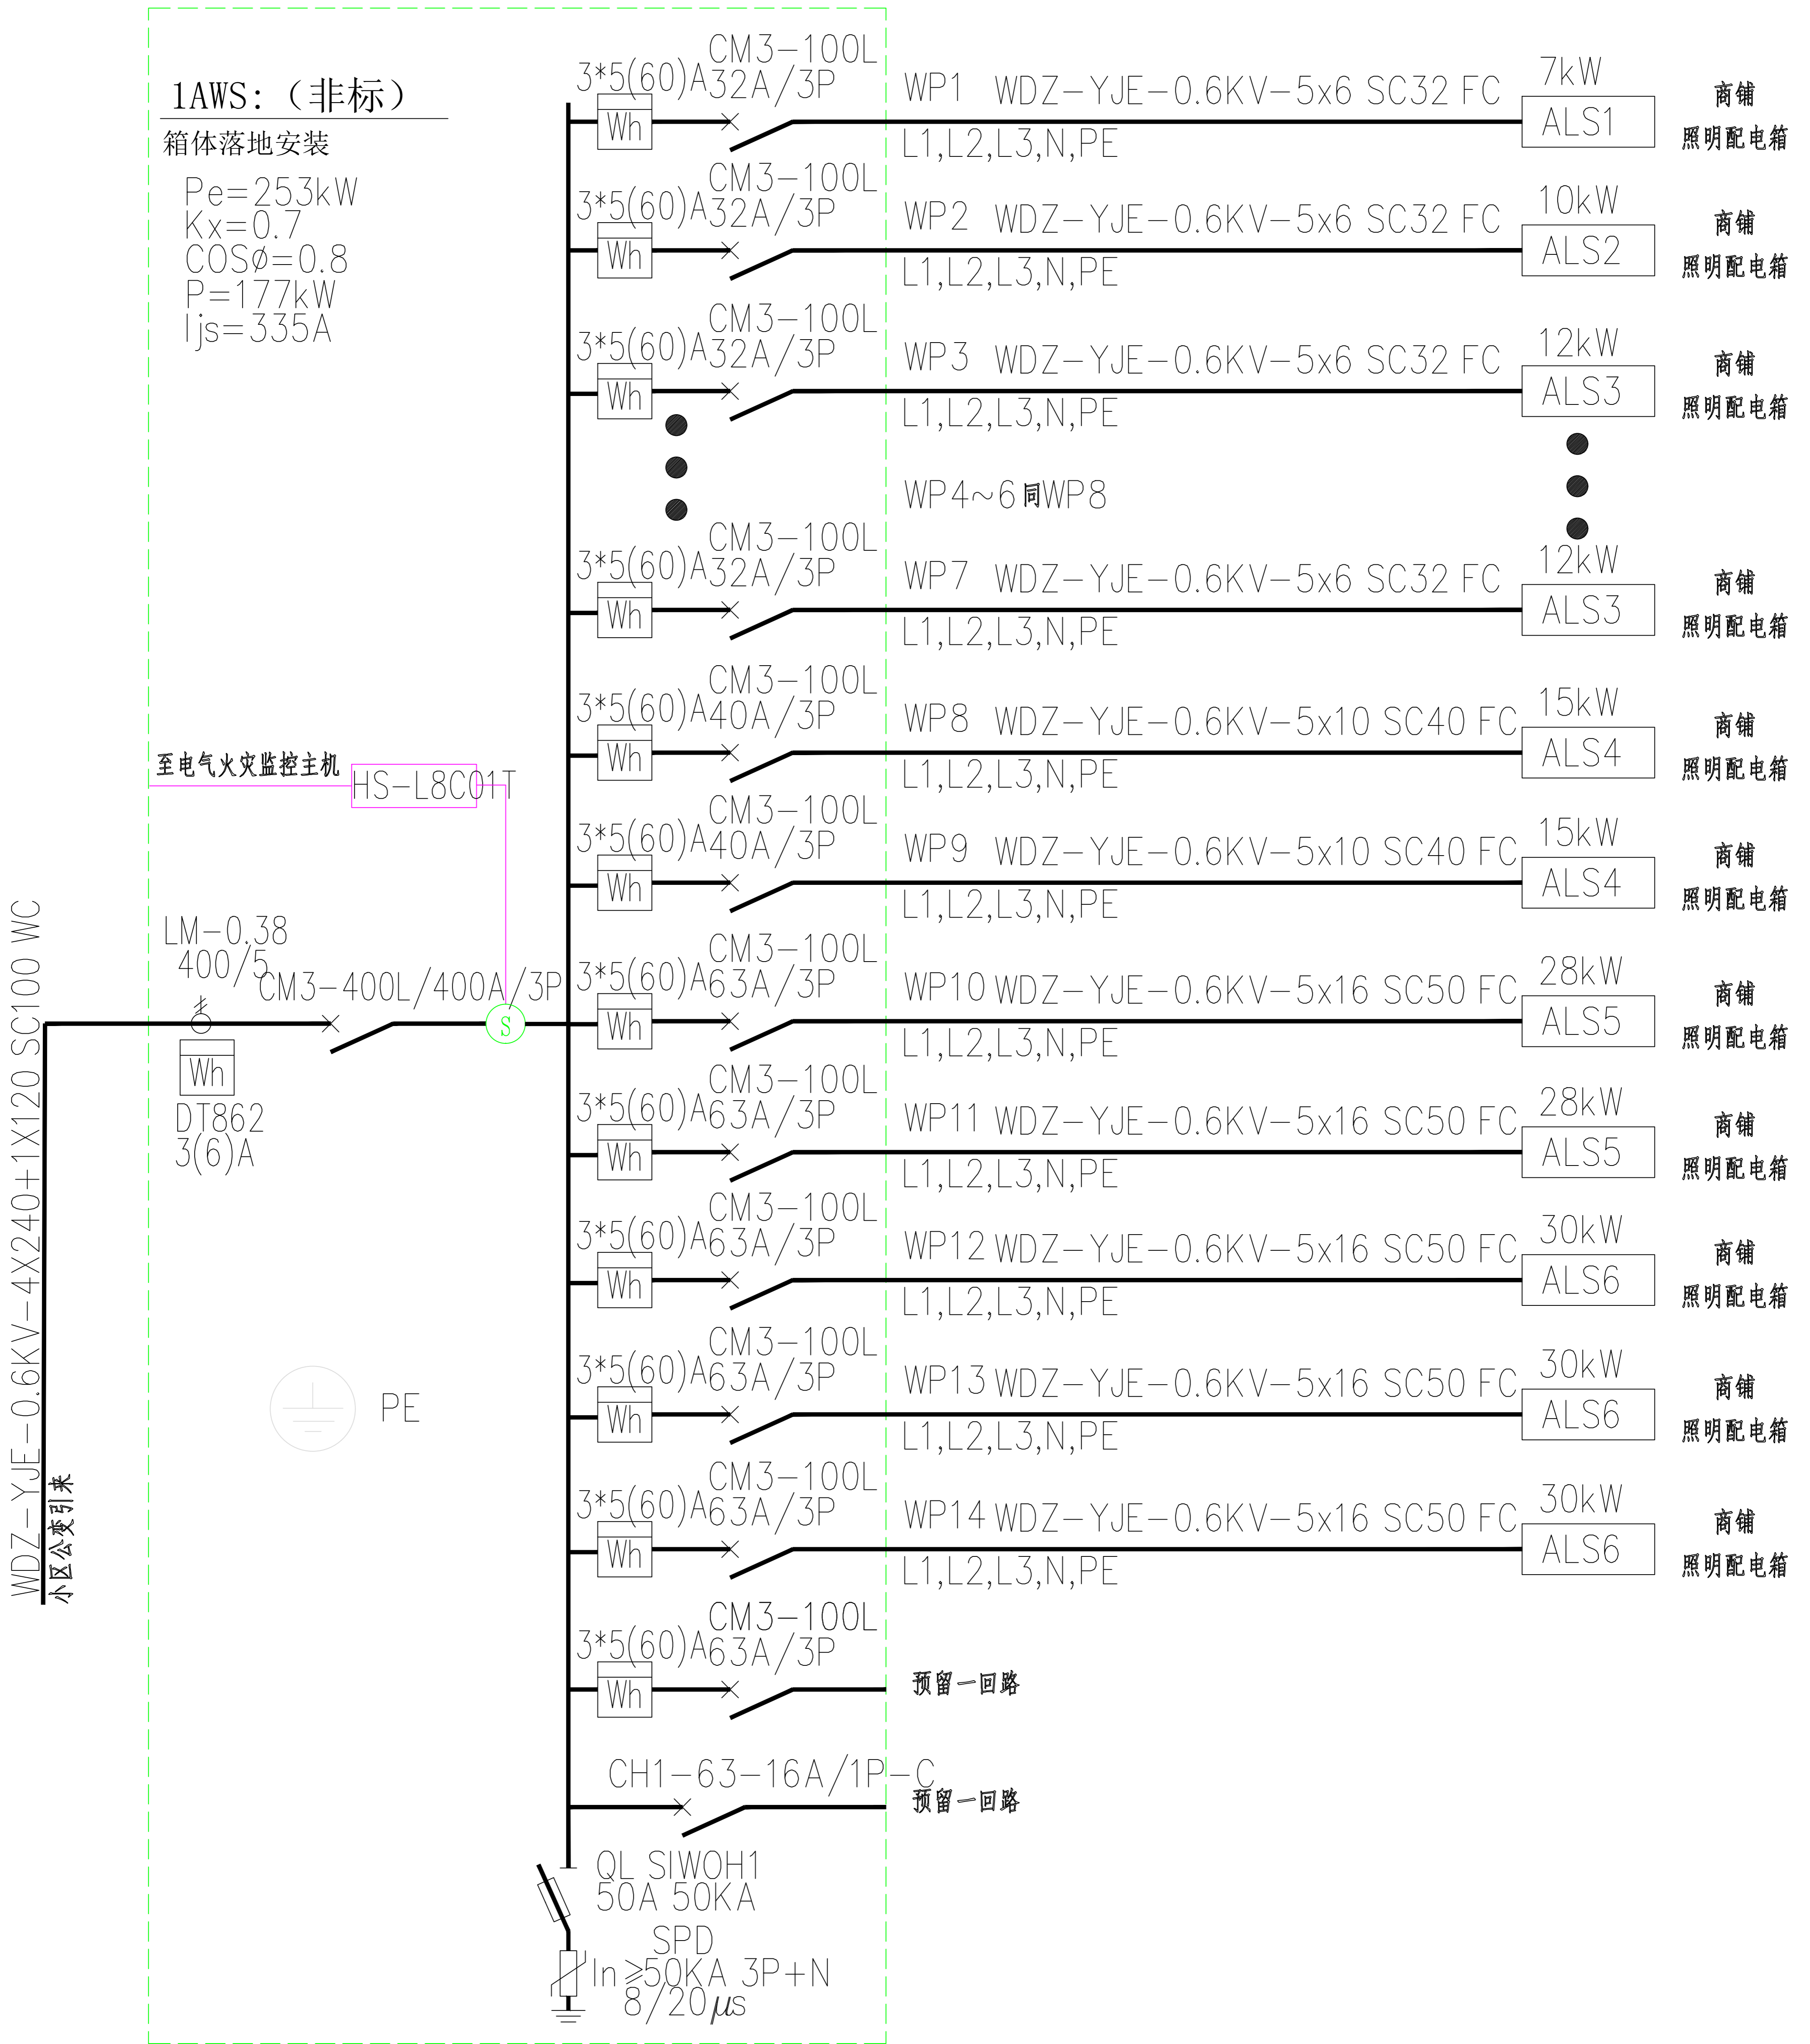 1AWS:（非标）
箱体落地安装
Pe=253kW
Kx=0.7
COSø=0.8
P=177kW
Ijs=335A
至电气火灾监控主机
HS-L8C01T
LM-0.38
400/5
CM3-400L/400A/3P
S
Wh
DT862
3(6)A
WDZ-YJE-0.6KV-4X240+1X120 SC100 WC
小区公变引来
PE
CM3-100L
3*5(60)A 32A/3P
Wh
WP1 WDZ-YJE-0.6KV-5x6 SC32 FC
L1,L2,L3,N,PE
7kW
ALS1
商铺
照明配电箱
CM3-100L
3*5(60)A 32A/3P
Wh
WP2 WDZ-YJE-0.6KV-5x6 SC32 FC
L1,L2,L3,N,PE
10kW
ALS2
商铺
照明配电箱
CM3-100L
3*5(60)A 32A/3P
Wh
WP3 WDZ-YJE-0.6KV-5x6 SC32 FC
L1,L2,L3,N,PE
12kW
ALS3
商铺
照明配电箱
WP4~6同WP8
CM3-100L
3*5(60)A 32A/3P
Wh
WP7 WDZ-YJE-0.6KV-5x6 SC32 FC
L1,L2,L3,N,PE
12kW
ALS3
商铺
照明配电箱
CM3-100L
3*5(60)A 40A/3P
Wh
WP8 WDZ-YJE-0.6KV-5x10 SC40 FC
L1,L2,L3,N,PE
15kW
ALS4
商铺
照明配电箱
CM3-100L
3*5(60)A 40A/3P
Wh
WP9 WDZ-YJE-0.6KV-5x10 SC40 FC
L1,L2,L3,N,PE
15kW
ALS4
商铺
照明配电箱
CM3-100L
3*5(60)A 63A/3P
Wh
WP10 WDZ-YJE-0.6KV-5x16 SC50 FC
L1,L2,L3,N,PE
28kW
ALS5
商铺
照明配电箱
CM3-100L
3*5(60)A 63A/3P
Wh
WP11 WDZ-YJE-0.6KV-5x16 SC50 FC
L1,L2,L3,N,PE
28kW
ALS5
商铺
照明配电箱
CM3-100L
3*5(60)A 63A/3P
Wh
WP12 WDZ-YJE-0.6KV-5x16 SC50 FC
L1,L2,L3,N,PE
30kW
ALS6
商铺
照明配电箱
CM3-100L
3*5(60)A 63A/3P
Wh
WP13 WDZ-YJE-0.6KV-5x16 SC50 FC
L1,L2,L3,N,PE
30kW
ALS6
商铺
照明配电箱
CM3-100L
3*5(60)A 63A/3P
Wh
WP14 WDZ-YJE-0.6KV-5x16 SC50 FC
L1,L2,L3,N,PE
30kW
ALS6
商铺
照明配电箱
CM3-100L
3*5(60)A 63A/3P
Wh
预留一回路
CH1-63-16A/1P-C
预留一回路
QL SIWOH1
50A 50KA
SPD
In≥50KA 3P+N
8/20μs